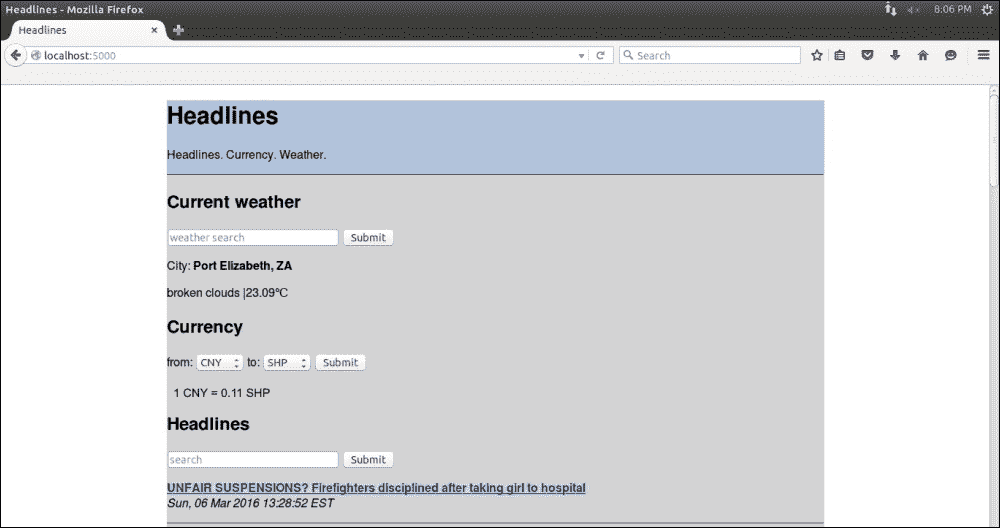 Headlines - Mozilla Firefox
8:06 PM
Headlines
localhost:5000
Search
Headlines
Headlines. Currency. Weather.
Current weather
weather search Submit
City: Port Elizabeth, ZA
broken clouds |23.09℃
Currency
from: CNY to: SHP Submit
1 CNY = 0.11 SHP
Headlines
search Submit
UNFAIR SUSPENSIONS? Firefighters disciplined after taking girl to hospital
Sun, 06 Mar 2016 13:28:52 EST